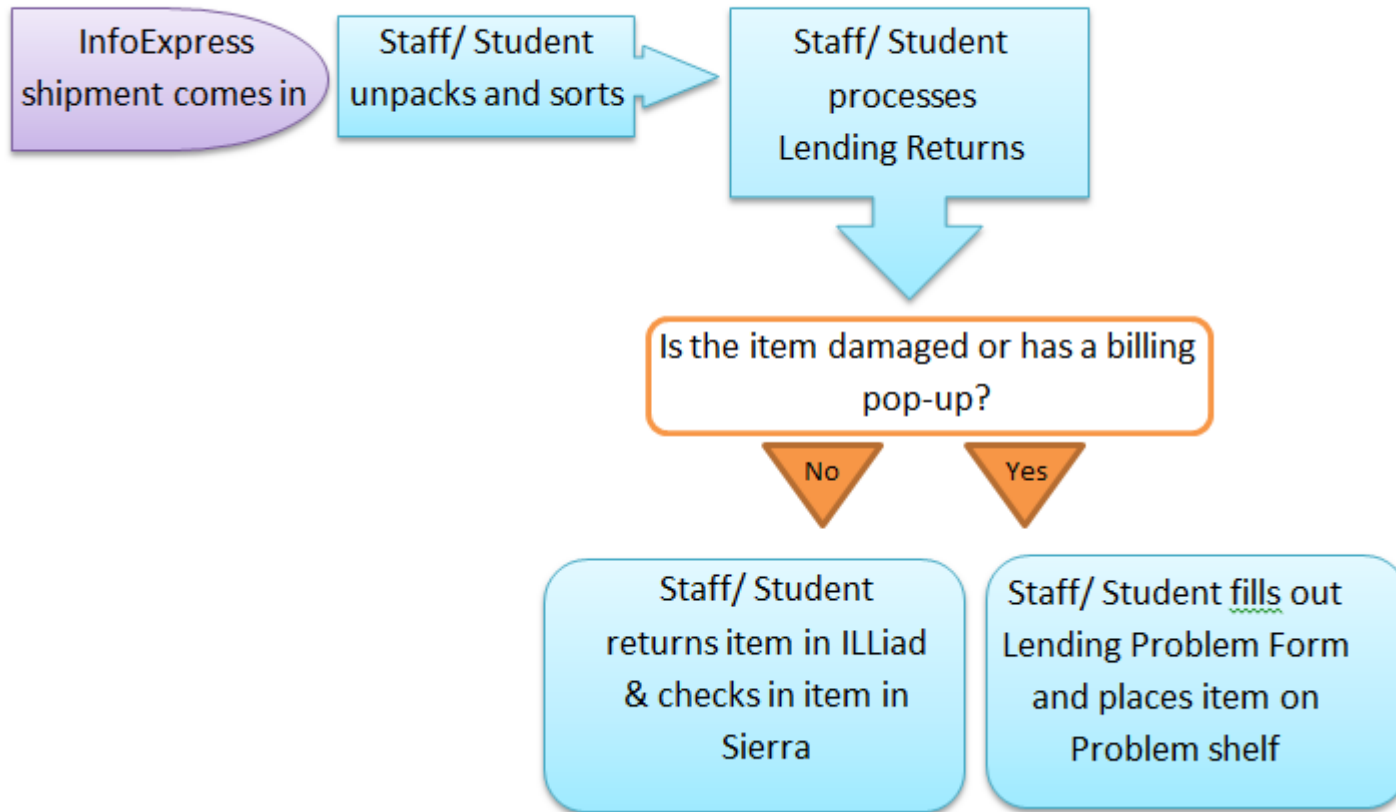 InfoExpress
shipment comes in
Staff/ Student
unpacks and sorts
Staff/ Student
processes
Lending Returns
Is the item damaged or has a billing
pop-up?
No
Yes
Staff/ Student
returns item in ILLiad
& checks in item in
Sierra
Staff/ Student fills out
Lending Problem Form
and places item on
Problem shelf